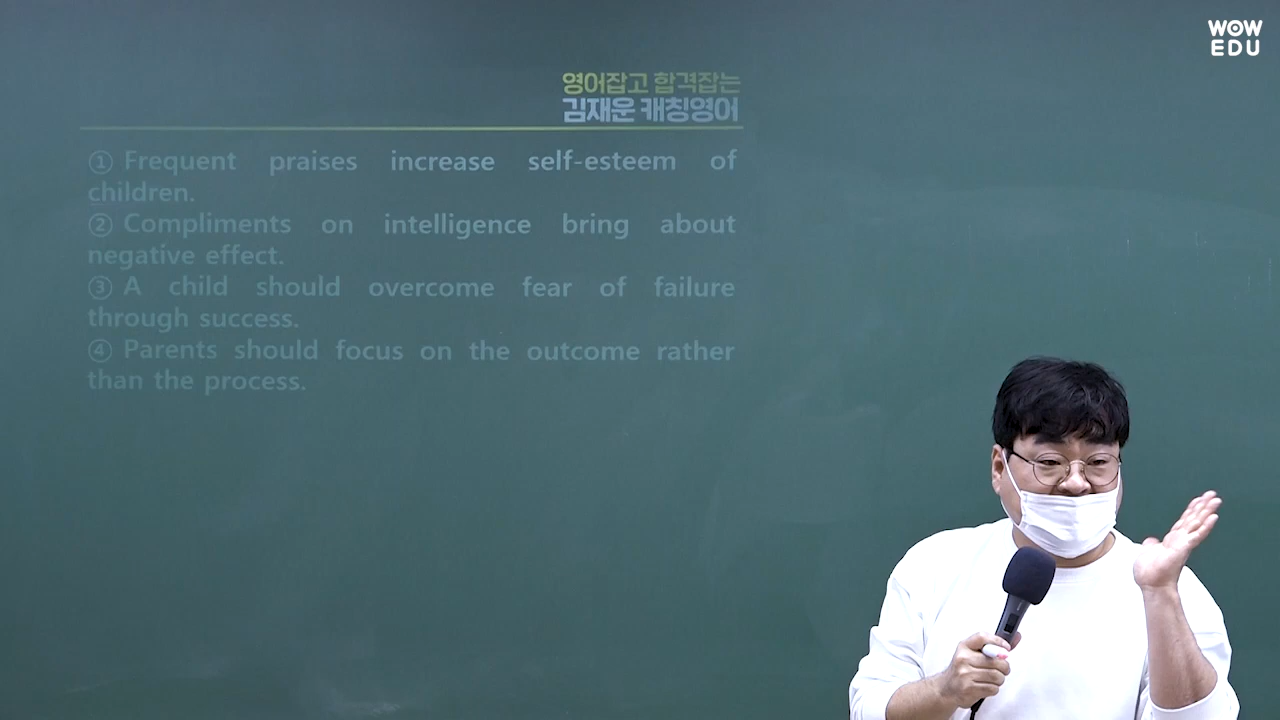 WOW
EDU
영어잡고 합격잡는
김재운 캐칭영어
① Frequent praises increase self-esteem of
children.
② Compliments on intelligence bring about
negative effect.
③ A child should overcome fear of failure
through success.
④ Parents should focus on the outcome rather
than the process.